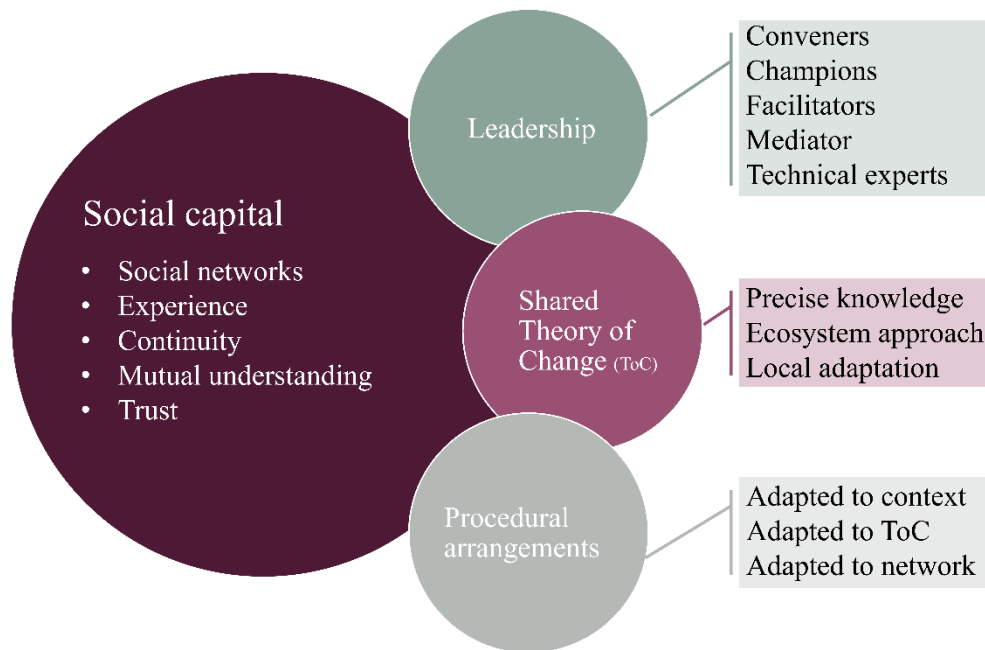 Social capital
• Social networks
• Experience
• Continuity
• Mutual understanding
• Trust
Leadership
Conveners
Champions
Facilitators
Mediator
Technical experts
Shared
Theory of
Change (ToC)
Precise knowledge
Ecosystem approach
Local adaptation
Procedural
arrangements
Adapted to context
Adapted to ToC
Adapted to network